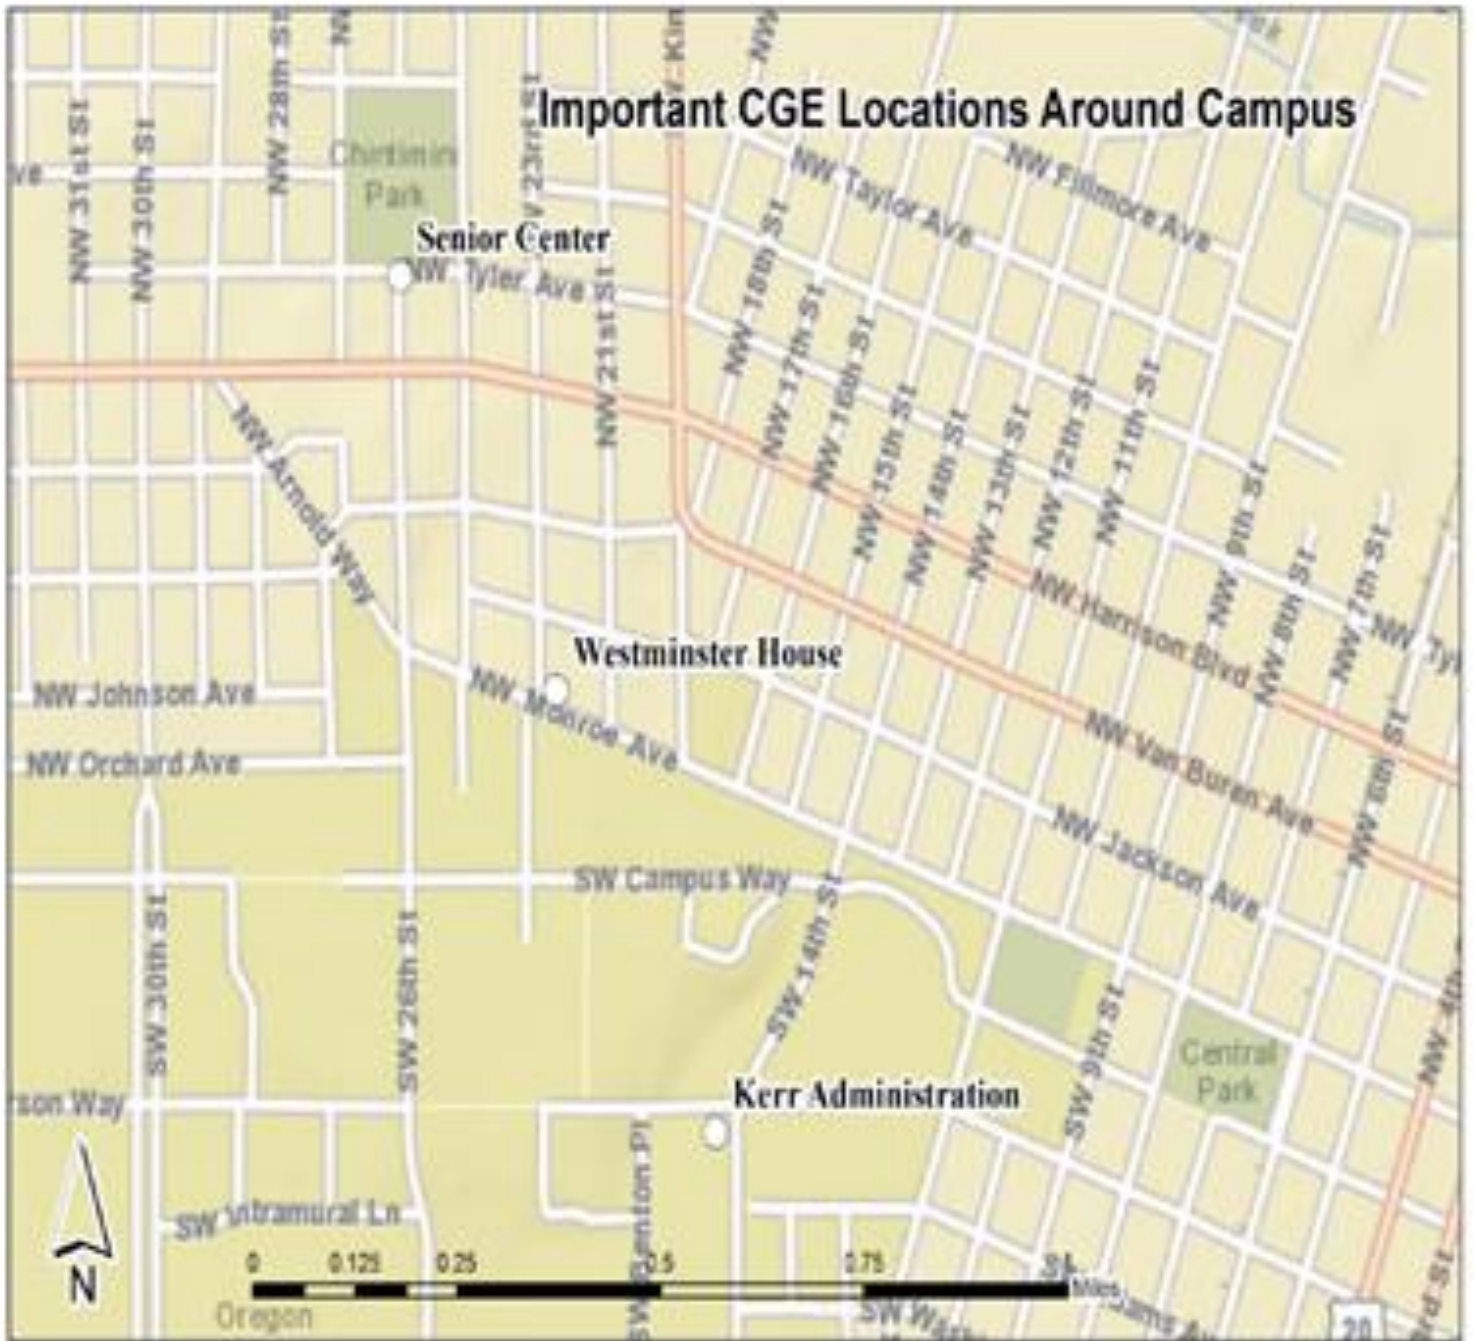 Important CGE Locations Around Campus
NW 31st St
NW 30th St
NW 28th St
NW
NW
Park
Senior Center
NW Tyler Ave
NW 21st St
NW Taylor Ave
NW Fillmore Ave
NW 18th St
NW 17th St
NW 16th St
NW 15th St
NW 14th St
NW 13th St
NW 12th St
NW 11th St
NW 9th St
NW 8th St
NW 7th St
NW 6th St
NW Arnold Way
NW Harrison Blvd
Westminster House
NW Johnson Ave
NW Monroe Ave
NW Orchard Ave
NW Van Buren Ave
NW Jackson Ave
SW Campus Way
SW 30th St
SW 26th St
SW 14th St
SW 9th St
Central
Park
rson Way
Kerr Administration
SW Intramural Ln
N
0 0.125 0.25 0.75
Miles
Oregon
20